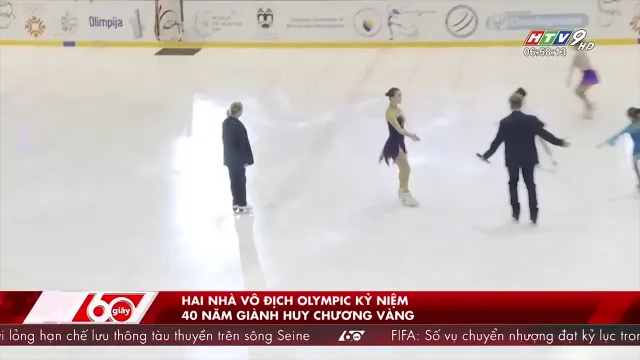 Olimpija
HTV9 HD
06:58:13
60 giây
HAI NHÀ VÔ ĐỊCH OLYMPIC KỶ NIỆM
40 NĂM GIÀNH HUY CHƯƠNG VÀNG
lỏng hạn chế lưu thông tàu thuyền trên sông Seine 60 FIFA: Số vụ chuyển nhượng đạt kỷ lục